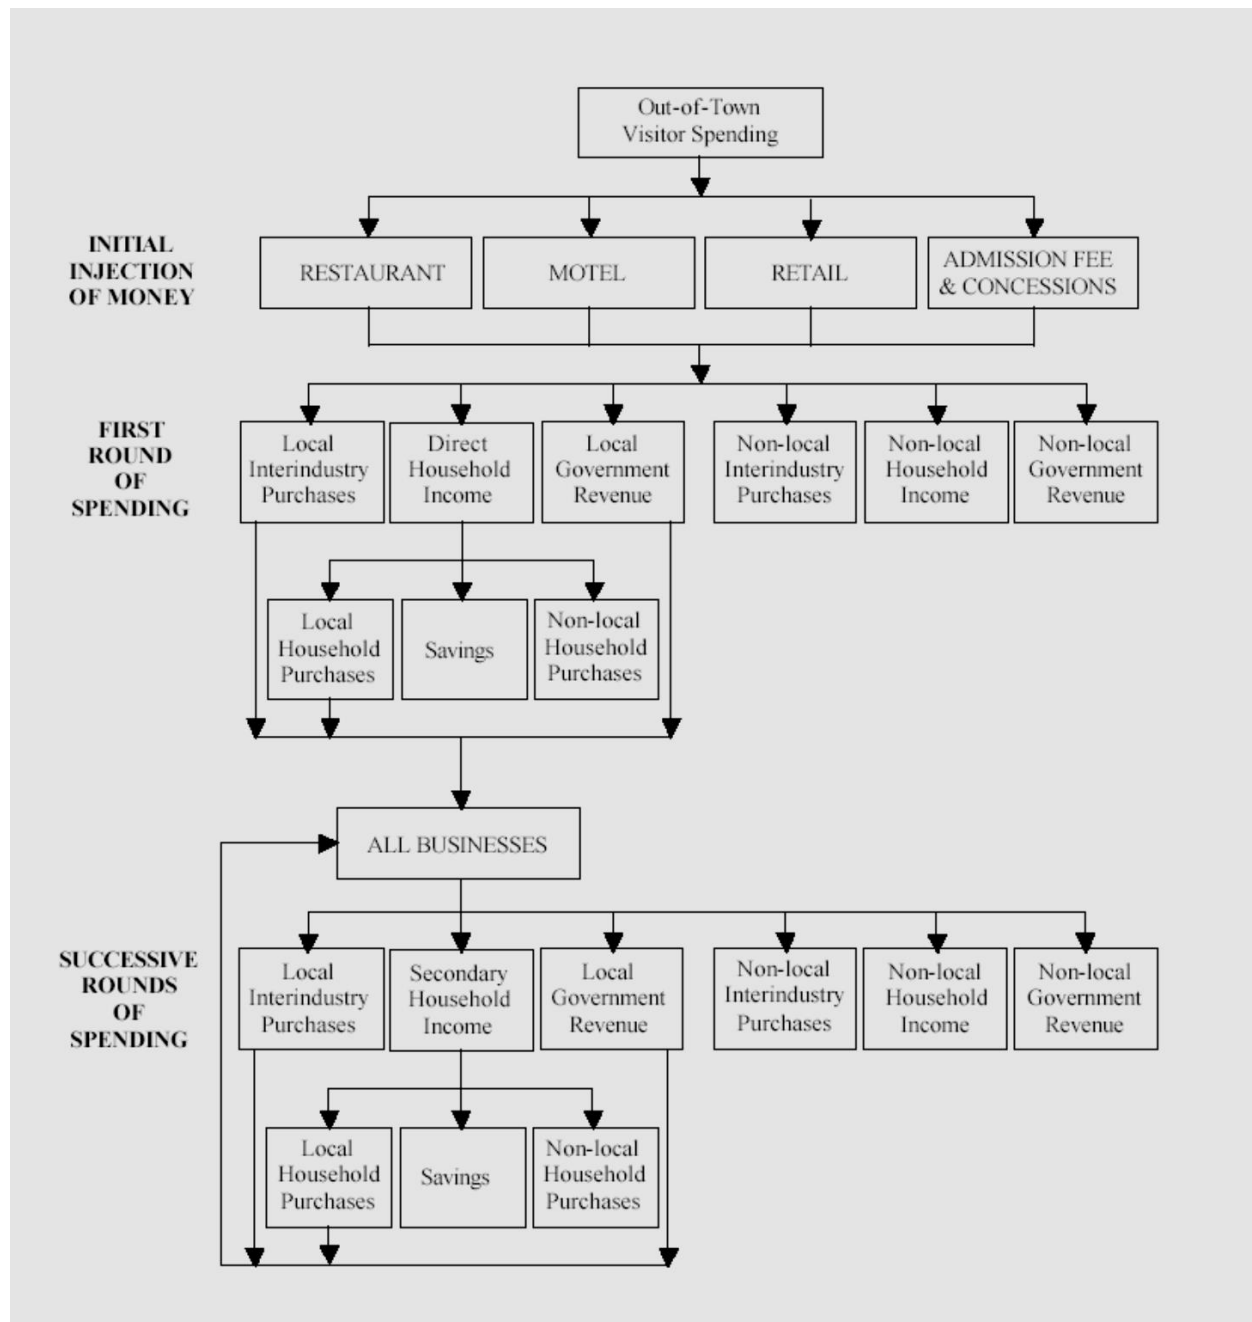 Out-of-Town
Visitor Spending
INITIAL
INJECTION
OF MONEY
RESTAURANT
MOTEL
RETAIL
ADMISSION FEE
& CONCESSIONS
FIRST
ROUND
OF
SPENDING
Local
Interindustry
Purchases
Direct
Household
Income
Local
Government
Revenue
Non-local
Interindustry
Purchases
Non-local
Household
Income
Non-local
Government
Revenue
Local
Household
Purchases
Savings
Non-local
Household
Purchases
ALL BUSINESSES
SUCCESSIVE
ROUNDS
OF
SPENDING
Local
Interindustry
Purchases
Secondary
Household
Income
Local
Government
Revenue
Non-local
Interindustry
Purchases
Non-local
Household
Income
Non-local
Government
Revenue
Local
Household
Purchases
Savings
Non-local
Household
Purchases